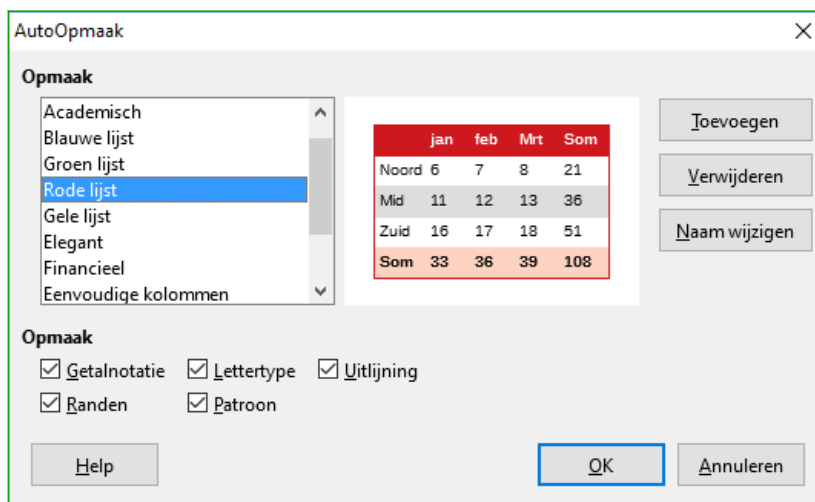 AutoOpmaak
Opmaak
Academisch
Blauwe lijst
Groen lijst
Rode lijst
Gele lijst
Elegant
Financieel
Eenvoudige kolommen
jan feb Mrt Som
Noord 6 7 8 21
Mid 11 12 13 36
Zuid 16 17 18 51
Som 33 36 39 108
Toevoegen
Verwijderen
Naam wijzigen
Opmaak
Getalnotatie Lettertype Uitlijning
Randen Patroon
Help OK Annuleren